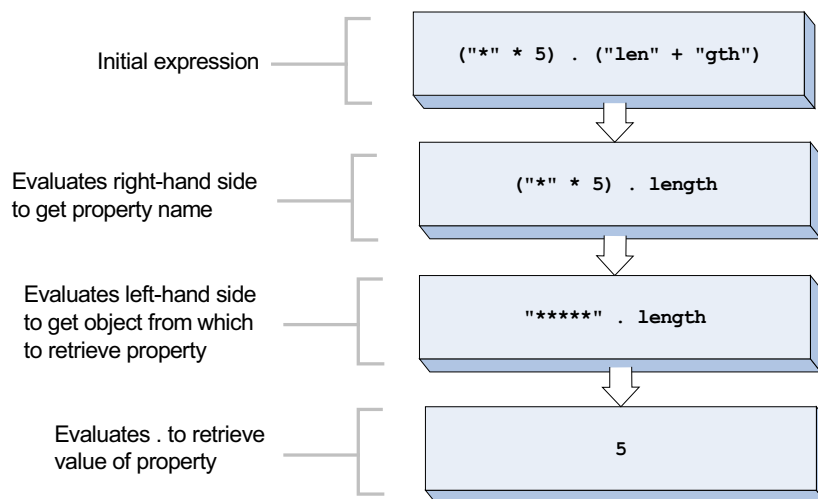 Initial expression
("*" * 5) . ("len" + "gth")
Evaluates right-hand side
to get property name
("*" * 5) . length
Evaluates left-hand side
to get object from which
to retrieve property
"*****" . length
Evaluates . to retrieve
value of property
5